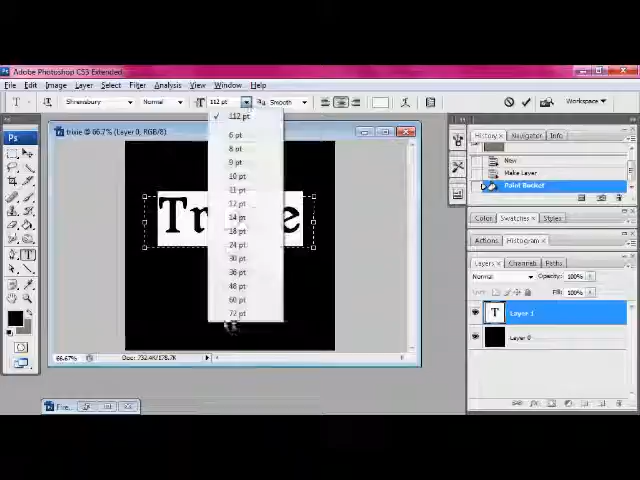 Adobe Photoshop CS3 Extended
File Edit Image Layer Select Filter Analysis View Window Help
Shrewsbury Normal 112 pt Smooth Workspace
trixie @ 66.7% (Layer 0, RGB/8)
112 pt
6 pt
8 pt
9 pt
10 pt
11 pt
12 pt
14 pt
18 pt
24 pt
30 pt
36 pt
48 pt
60 pt
72 pt
Tr e
66.67% Doc: 732.4K/178.7K
Ps
History Navigator Info
New
Make Layer
Paint Bucket
Color Swatches Styles
Actions Histogram
Layers Channels Paths
Normal Opacity: 100%
Lock: Fill: 100%
T Layer 1
Layer 0